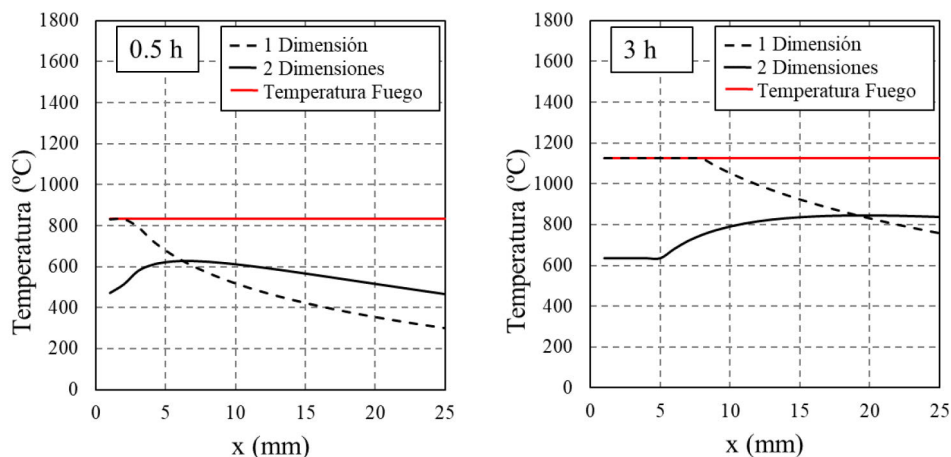 0.5 h
1 Dimensión
2 Dimensiones
Temperatura Fuego
Temperatura (ºC)
1800
1600
1400
1200
1000
800
600
400
200
0
0 5 10 15 20 25
x (mm)
3 h
1 Dimensión
2 Dimensiones
Temperatura Fuego
Temperatura (ºC)
1800
1600
1400
1200
1000
800
600
400
200
0
0 5 10 15 20 25
x (mm)